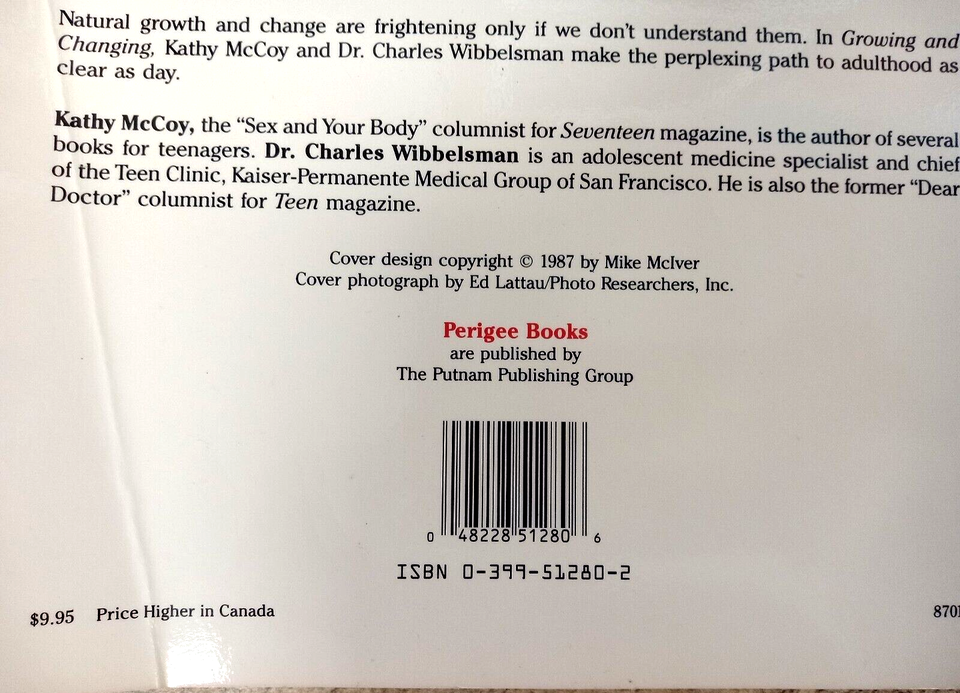 Natural growth and change are frightening only if we don't understand them. In Growing and
Changing, Kathy McCoy and Dr. Charles Wibbelsman make the perplexing path to adulthood as
clear as day.
Kathy McCoy, the "Sex and Your Body" columnist for Seventeen magazine, is the author of several
books for teenagers. Dr. Charles Wibbelsman is an adolescent medicine specialist and chief
of the Teen Clinic, Kaiser-Permanente Medical Group of San Francisco. He is also the former "Dear
Doctor" columnist for Teen magazine.
Cover design copyright © 1987 by Mike McIver
Cover photograph by Ed Lattau/Photo Researchers, Inc.
Perigee Books
are published by
The Putnam Publishing Group
0 48228 51280 6
ISBN 0-399-51280-2
$9.95 Price Higher in Canada